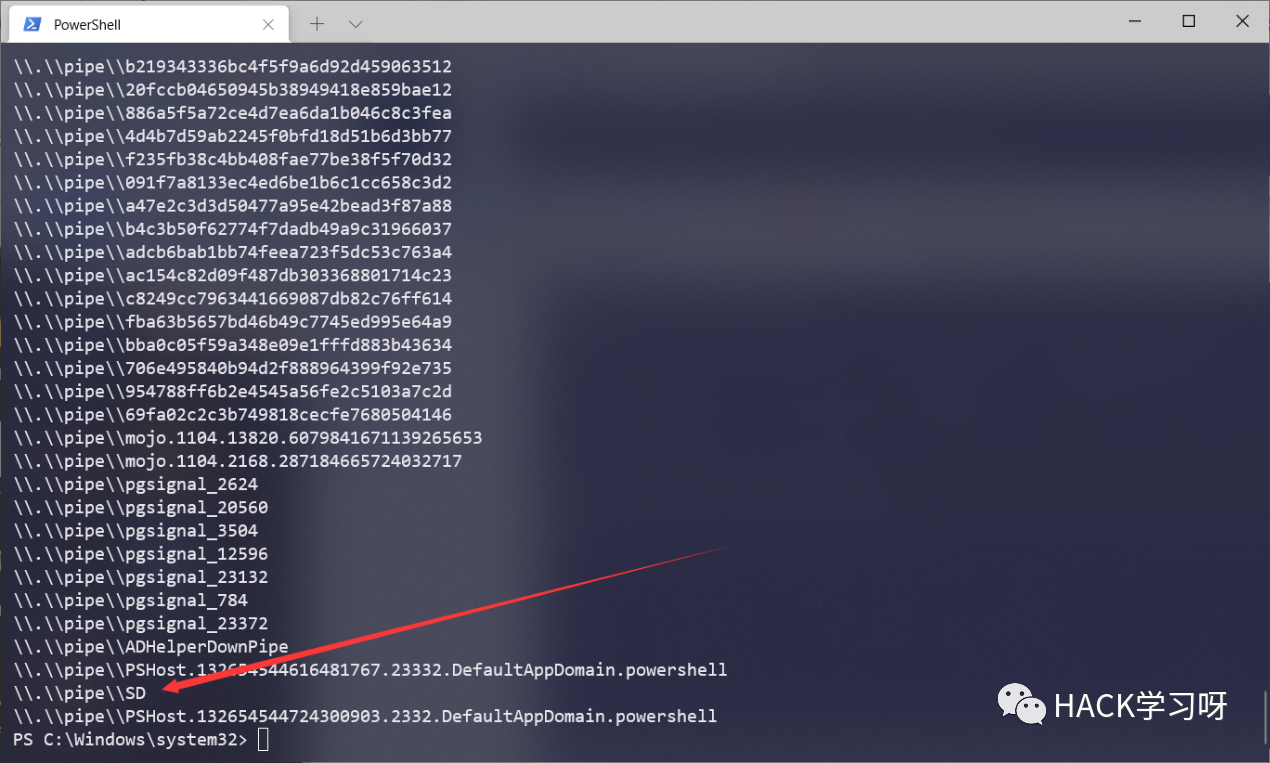 PowerShell
\\.\\pipe\\b219343336bc4f5f9a6d92d459063512
\\.\\pipe\\20fccb04650945b38949418e859bae12
\\.\\pipe\\886a5f5a72ce4d7ea6da1b046c8c3fea
\\.\\pipe\\4d4b7d59ab2245f0bfd18d51b6d3bb77
\\.\\pipe\\f235fb38c4bb408fae77be38f5f70d32
\\.\\pipe\\091f7a8133ec4ed6be1b6c1cc658c3d2
\\.\\pipe\\a47e2c3d3d50477a95e42bead3f87a88
\\.\\pipe\\b4c3b50f62774f7dadb49a9c31966037
\\.\\pipe\\adcb6bab1bb74feea723f5dc53c763a4
\\.\\pipe\\ac154c82d09f487db303368801714c23
\\.\\pipe\\c8249cc7963441669087db82c76ff614
\\.\\pipe\\fba63b5657bd46b49c7745ed995e64a9
\\.\\pipe\\bba0c05f59a348e09e1fffd883b43634
\\.\\pipe\\706e495840b94d2f888964399f92e735
\\.\\pipe\\954788ff6b2e4545a56fe2c5103a7c2d
\\.\\pipe\\69fa02c2c3b749818cecfe7680504146
\\.\\pipe\\mojo.1104.13820.6079841671139265653
\\.\\pipe\\mojo.1104.2168.287184665724032717
\\.\\pipe\\pgsignal_2624
\\.\\pipe\\pgsignal_20560
\\.\\pipe\\pgsignal_3504
\\.\\pipe\\pgsignal_12596
\\.\\pipe\\pgsignal_23132
\\.\\pipe\\pgsignal_784
\\.\\pipe\\pgsignal_23372
\\.\\pipe\\ADHelperDownPipe
\\.\\pipe\\PSHost.132654544616481767.23332.DefaultAppDomain.powershell
\\.\\pipe\\SD
\\.\\pipe\\PSHost.132654544724300903.2332.DefaultAppDomain.powershell
PS C:\Windows\system32>
HACK学习呀